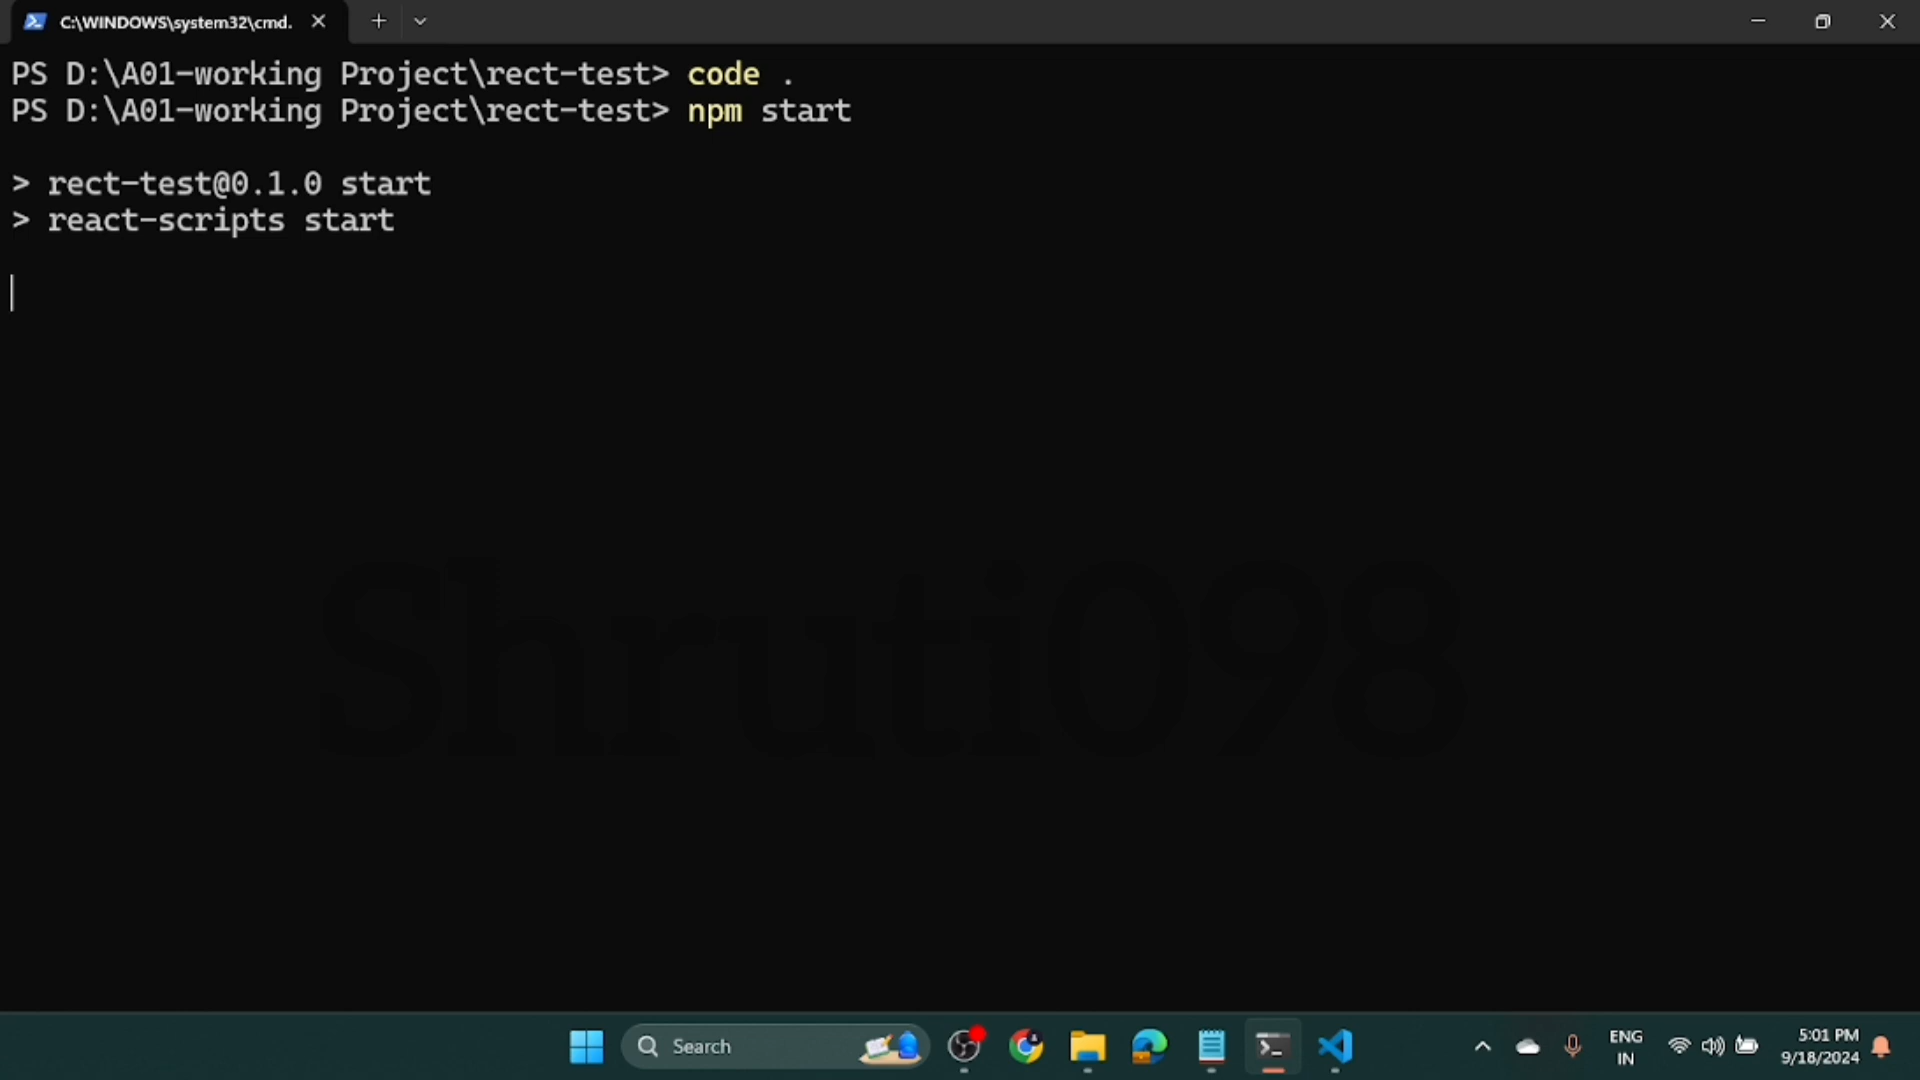 C:\WINDOWS\system32\cmd.
PS D:\A01-working Project\rect-test> code .
PS D:\A01-working Project\rect-test> npm start
> rect-test@0.1.0 start
> react-scripts start
Shruti098
Search
ENG
IN
5:01 PM
9/18/2024